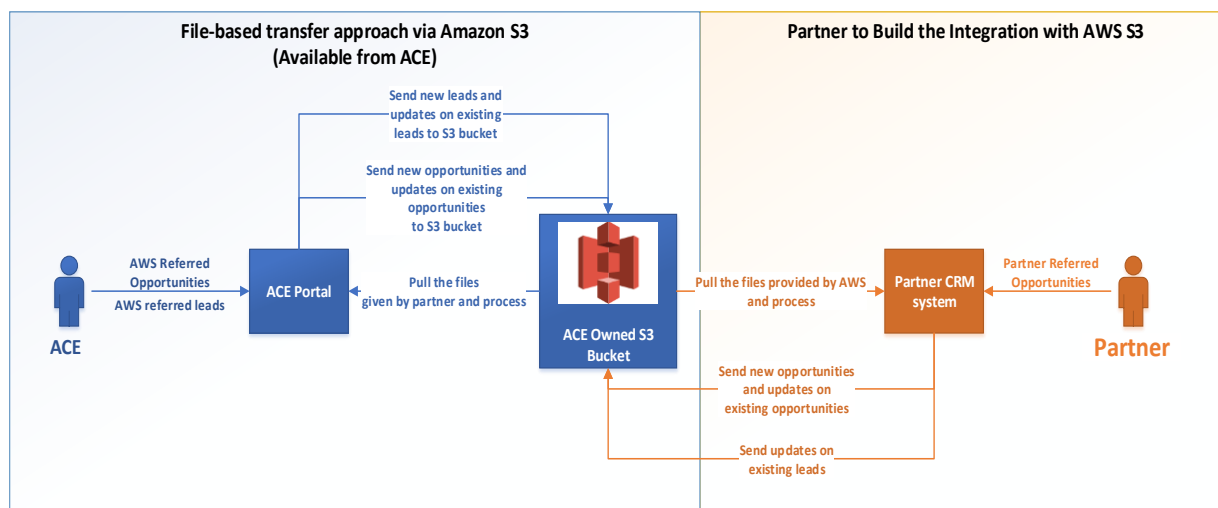 File-based transfer approach via Amazon S3
(Available from ACE)
Partner to Build the Integration with AWS S3
Send new leads and
updates on existing
leads to S3 bucket
Send new opportunities and
updates on existing
opportunities
to S3 bucket
AWS Referred
Opportunities
AWS referred leads
ACE
ACE Portal
Pull the files
given by partner and process
ACE Owned S3
Bucket
Pull the files provided by AWS
and process
Partner CRM
system
Partner Referred
Opportunities
Partner
Send new opportunities
and updates on
existing opportunities
Send updates on
existing leads